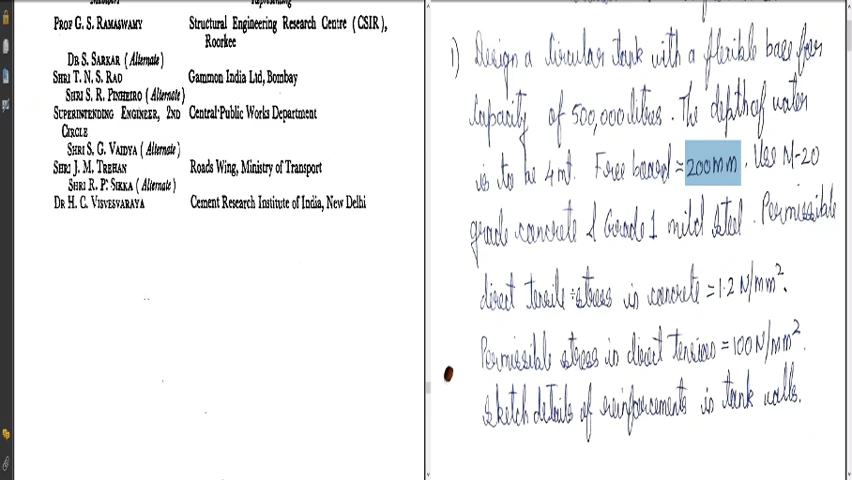 PROF G. S. RAMASWAMY Structural Engineering Research Centre (CSIR),
Roorkee
DR S. SARKAR (Alternate)
SHRI T. N. S. RAO Gammon India Ltd, Bombay
SHRI S. R. PINHEIRO (Alternate)
SUPERINTENDING ENGINEER, 2ND Central Public Works Department
CIRCLE
SHRI S. G. VAIDYA (Alternate)
SHRI J. M. TREHAN Roads Wing, Ministry of Transport
SHRI R. P. SIKKA (Alternate)
DR H. C. VISVESVARAYA Cement Research Institute of India, New Delhi
1) Design a circular tank with a flexible base for
capacity of 500,000 litres. The depth of water
is to be 4 mt. Free board = 200mm. Use M-20
grade concrete & Grade 1 mild steel. Permissible
direct tensile stress in concrete = 1.2 N/mm².
Permissible stress in direct tension = 100 N/mm².
Sketch details of reinforcements in tank walls.